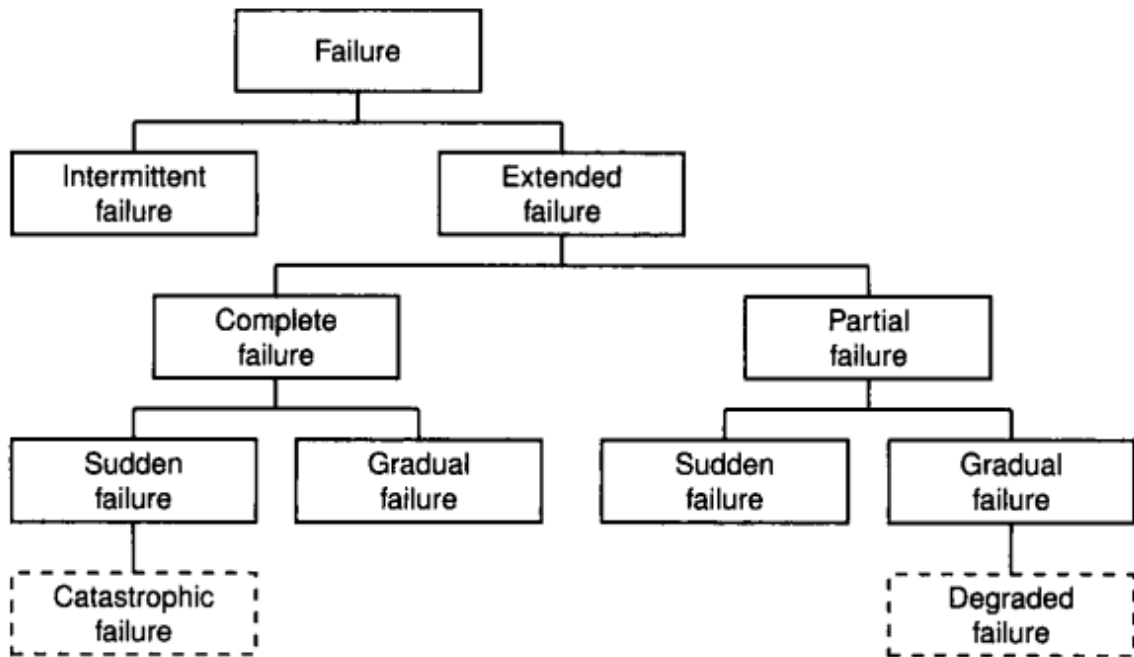 Failure
Intermittent
failure
Extended
failure
Complete
failure
Partial
failure
Sudden
failure
Gradual
failure
Sudden
failure
Gradual
failure
Catastrophic
failure
Degraded
failure